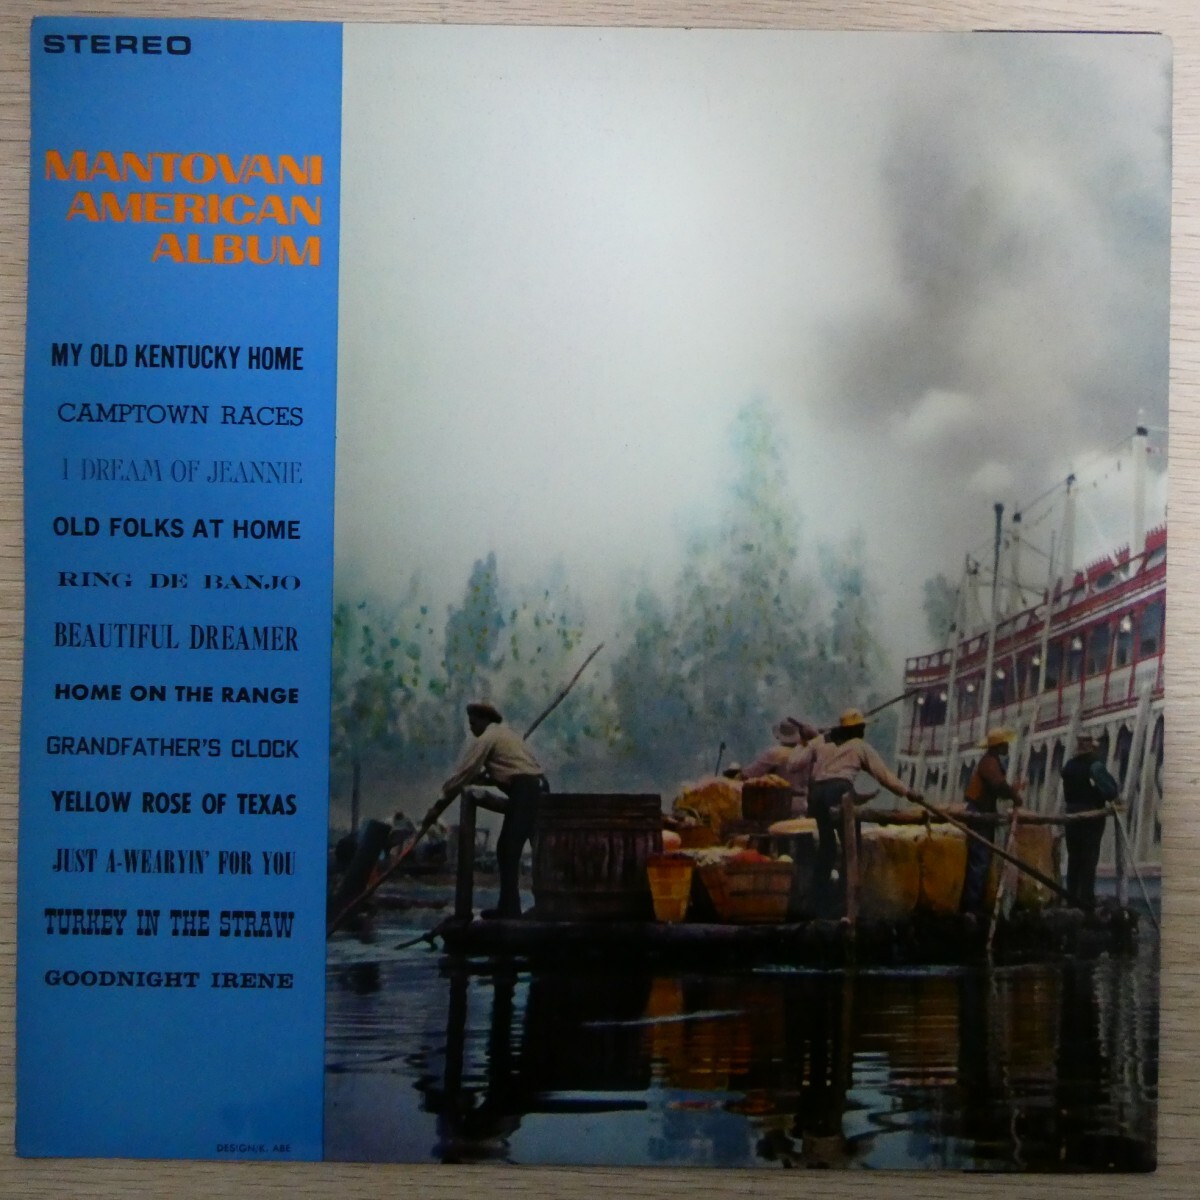 STEREO
MANTOVANI
AMERICAN
ALBUM
MY OLD KENTUCKY HOME
CAMPTOWN RACES
I DREAM OF JEANNIE
OLD FOLKS AT HOME
RING DE BANJO
BEAUTIFUL DREAMER
HOME ON THE RANGE
GRANDFATHER'S CLOCK
YELLOW ROSE OF TEXAS
JUST A-WEARYIN' FOR YOU
TURKEY IN THE STRAW
GOODNIGHT IRENE
DESIGN/K. ABE